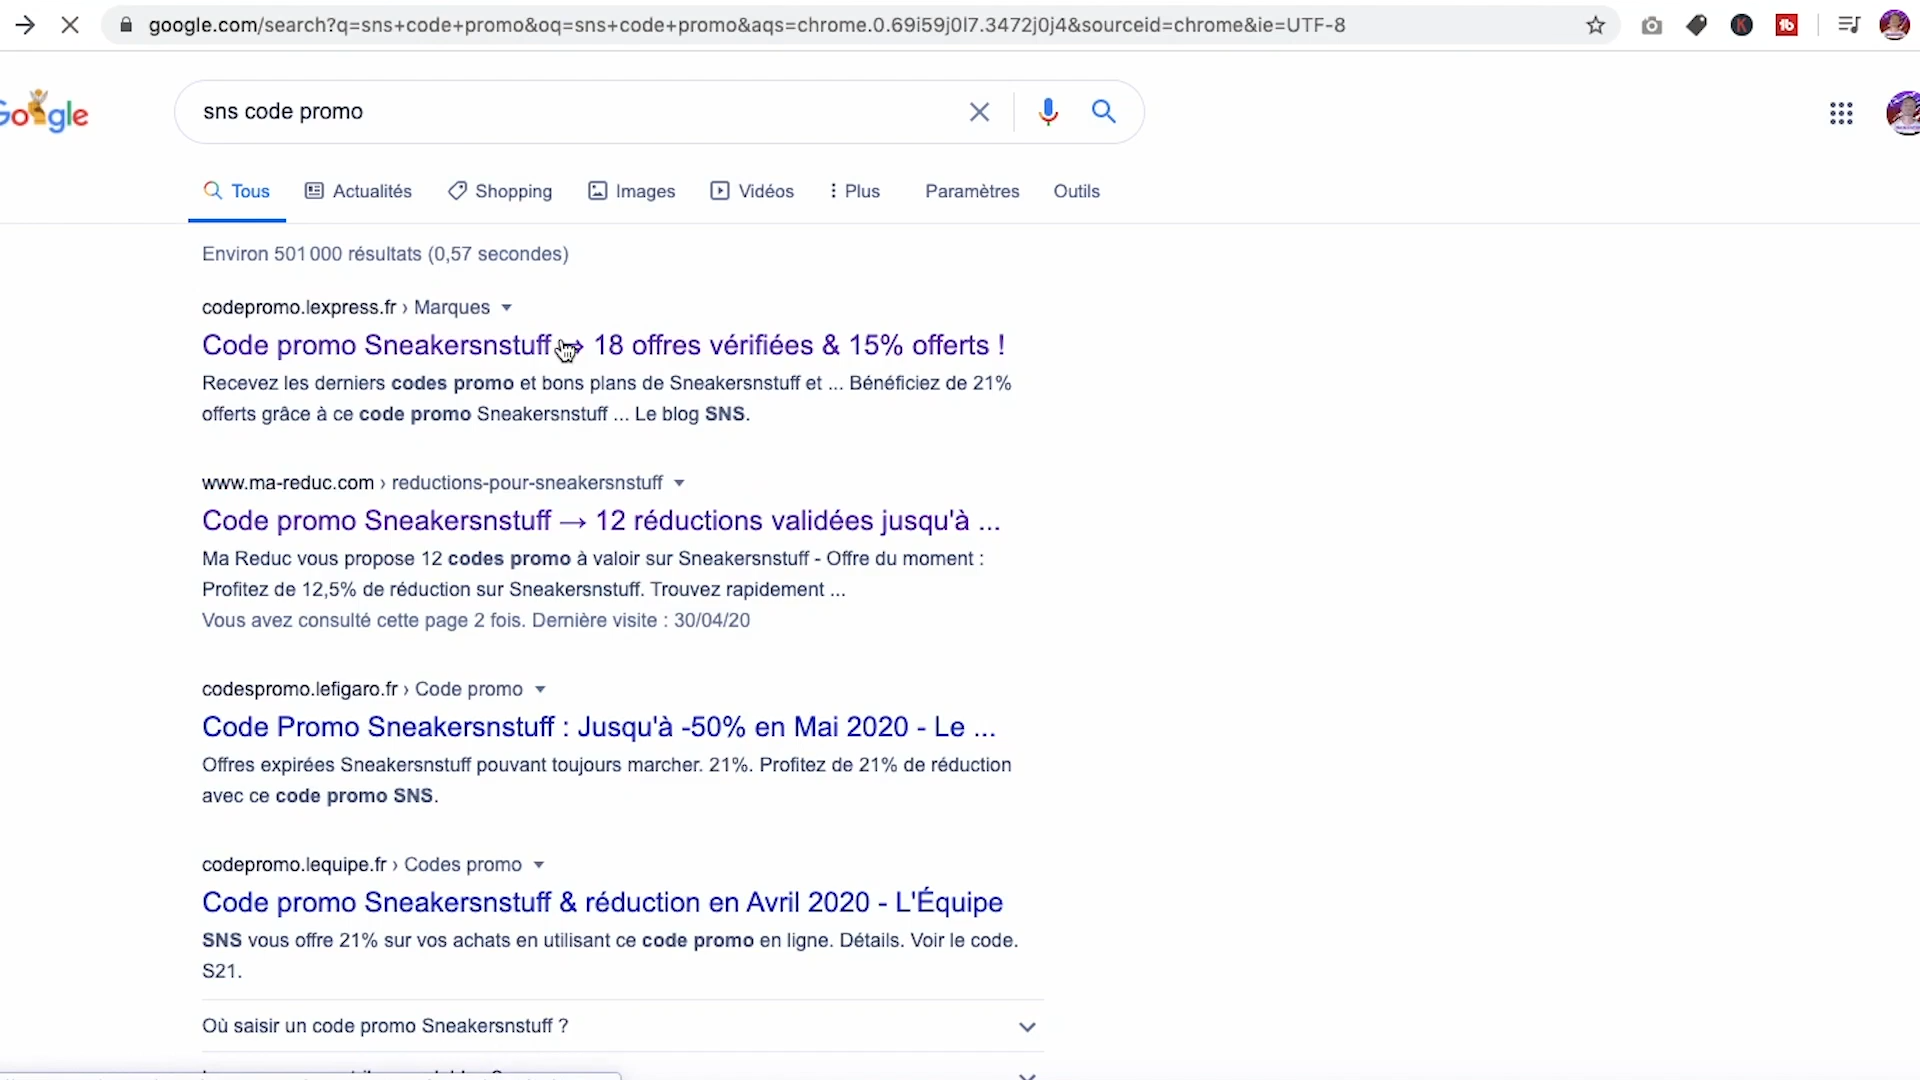 google.com/search?q=sns+code+promo&oq=sns+code+promo&aqs=chrome.0.69i59j0l7.3472j0j4&sourceid=chrome&ie=UTF-8
Google
sns code promo
Tous Actualités Shopping Images Vidéos Plus Paramètres Outils
Environ 501 000 résultats (0,57 secondes)
codepromo.lexpress.fr › Marques
Code promo Sneakersnstuff → 18 offres vérifiées & 15% offerts !
Recevez les derniers codes promo et bons plans de Sneakersnstuff et ... Bénéficiez de 21%
offerts grâce à ce code promo Sneakersnstuff ... Le blog SNS.
www.ma-reduc.com › reductions-pour-sneakersnstuff
Code promo Sneakersnstuff → 12 réductions validées jusqu'à ...
Ma Reduc vous propose 12 codes promo à valoir sur Sneakersnstuff - Offre du moment :
Profitez de 12,5% de réduction sur Sneakersnstuff. Trouvez rapidement ...
Vous avez consulté cette page 2 fois. Dernière visite : 30/04/20
codespromo.lefigaro.fr › Code promo
Code Promo Sneakersnstuff : Jusqu'à -50% en Mai 2020 - Le ...
Offres expirées Sneakersnstuff pouvant toujours marcher. 21%. Profitez de 21% de réduction
avec ce code promo SNS.
codepromo.lequipe.fr › Codes promo
Code promo Sneakersnstuff & réduction en Avril 2020 - L'Équipe
SNS vous offre 21% sur vos achats en utilisant ce code promo en ligne. Détails. Voir le code.
S21.
Où saisir un code promo Sneakersnstuff ?